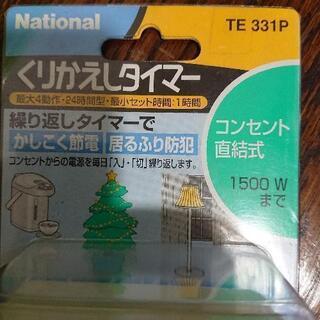 National
TE 331P
くりかえしタイマー
最大4動作・24時間型・最小セット時間：1時間
繰り返しタイマーで
かしこく節電 居るふり防犯
コンセントからの電源を毎日「入」・「切」繰り返します。
コンセント
直結式
1500 W
まで